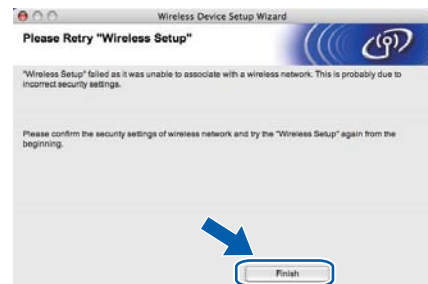 Wireless Device Setup Wizard
Please Retry "Wireless Setup"
"Wireless Setup" failed as it was unable to associate with a wireless network. This is probably due to
incorrect security settings.
Please confirm the security settings of wireless network and try the "Wireless Setup" again from the
beginning.
Finish